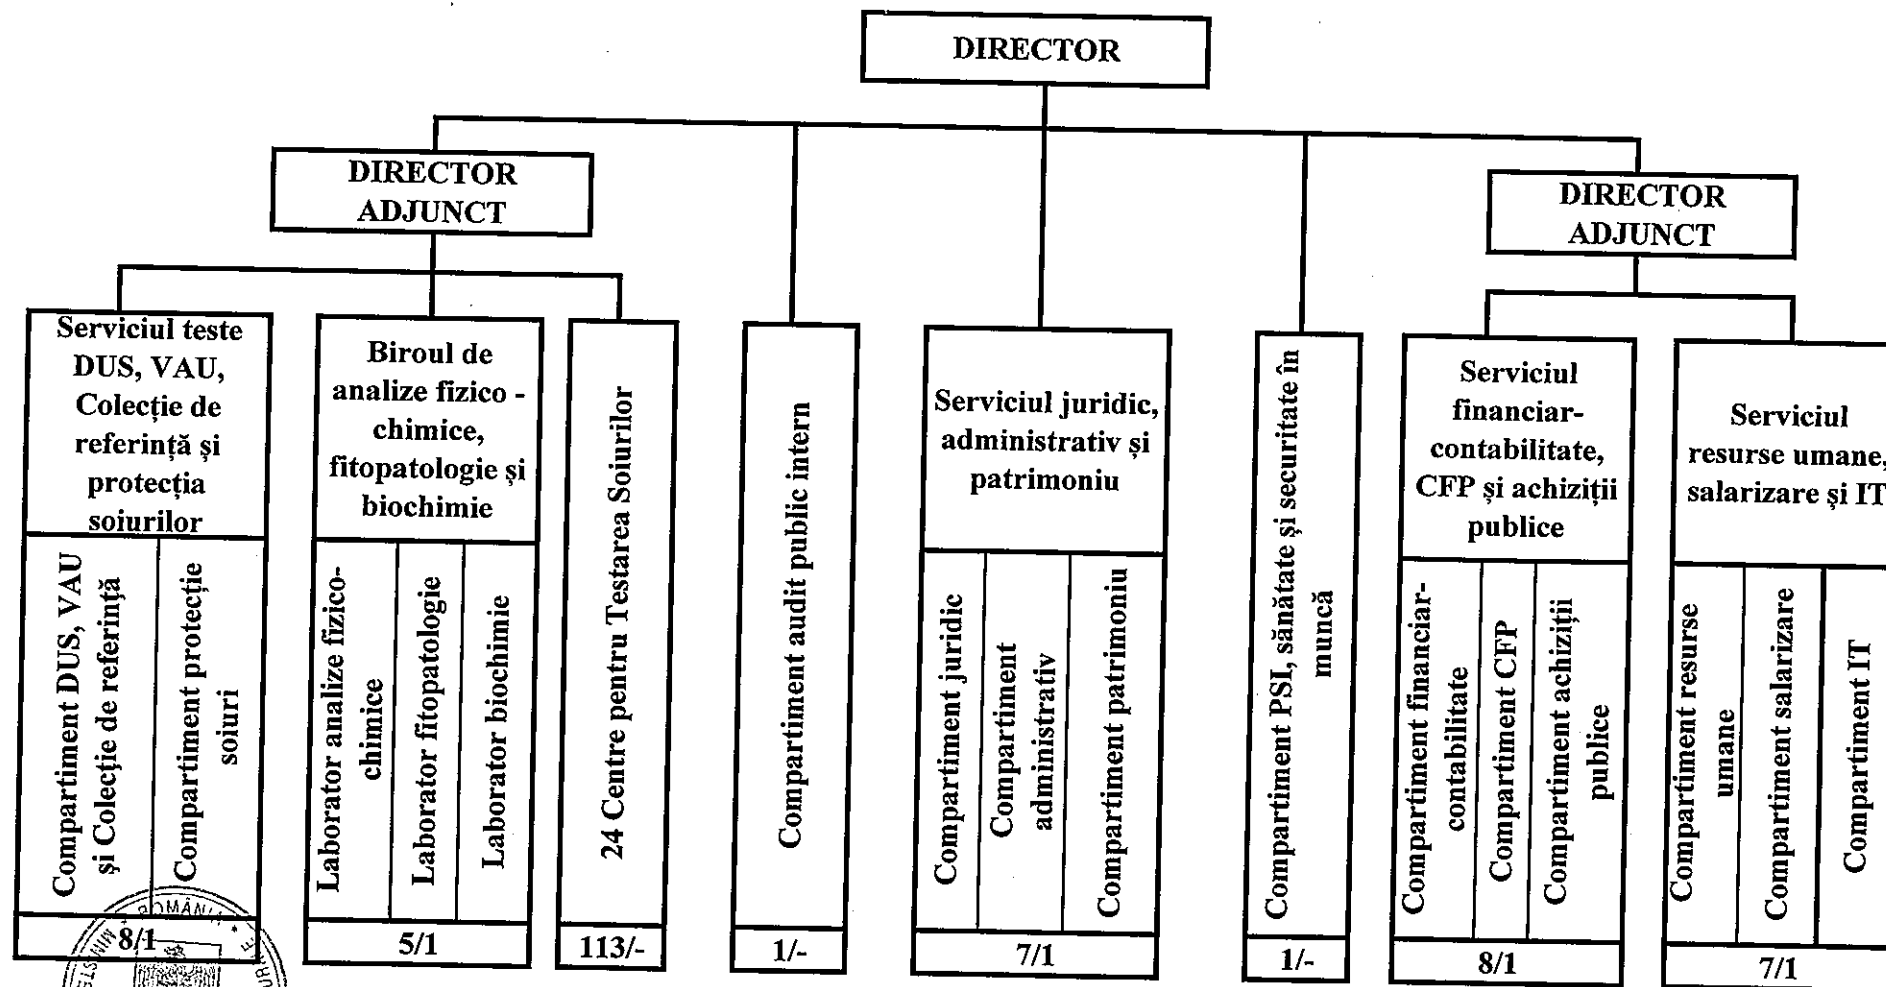 DIRECTOR
DIRECTOR
ADJUNCT
DIRECTOR
ADJUNCT
Serviciul teste
DUS, VAU,
Colecție de
referință și
protecția
soiurilor
Compartiment DUS, VAU
și Colecție de referință
Compartiment protecție
soiuri
8/1
Biroul de
analize fizico -
chimice,
fitopatologie și
biochimie
Laborator analize fizico-
chimice
Laborator fitopatologie
Laborator biochimie
5/1
24 Centre pentru Testarea Soiurilor
113/-
Compartiment audit public intern
1/-
Serviciul juridic,
administrativ și
patrimoniu
Compartiment juridic
Compartiment
administrativ
Compartiment patrimoniu
7/1
Compartiment PSI, sănătate și securitate în
muncă
1/-
Serviciul
financiar-
contabilitate,
CFP și achiziții
publice
Compartiment financiar-
contabilitate
Compartiment CFP
Compartiment achiziții
publice
8/1
Serviciul
resurse umane,
salarizare și IT
Compartiment resurse
umane
Compartiment salarizare
Compartiment IT
7/1
ROMÂNIA